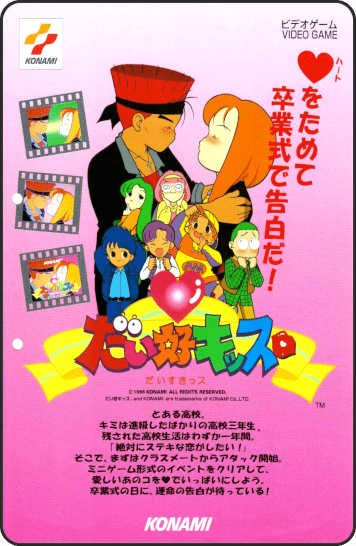 KONAMI
ビデオゲーム
VIDEO GAME
ハート
♥をためて
卒業式で告白だ!
だい好キッス
だいすきっス
© 1996 KONAMI ALL RIGHTS RESERVED.
だい好キッス、and KONAMI are trademarks of KONAMI Co.,LTD.
TM
とある高校。
キミは進級したばかりの高校三年生。
残された高校生活はわずか一年間。
「絶対にステキな恋がしたい!」
そこで、まずはクラスメートからアタック開始。
ミニゲーム形式のイベントをクリアして、
愛しいあのコを♥でいっぱいにしよう。
卒業式の日に、運命の告白が待っている!
KONAMI